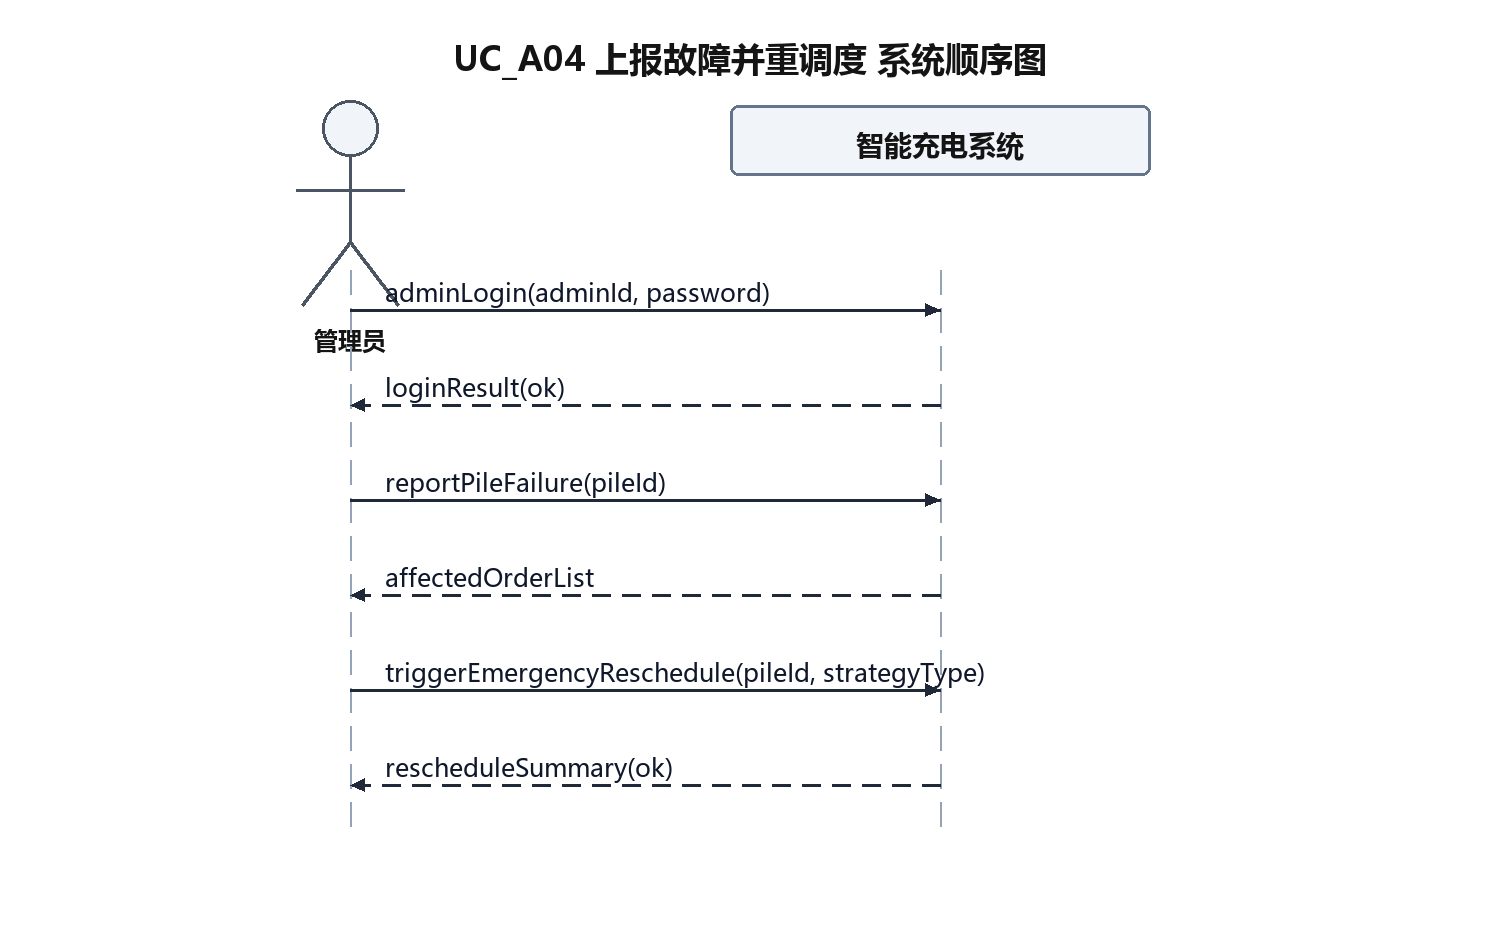 UC_A04 上报故障并重调度 系统顺序图
智能充电系统
adminLogin(adminId, password)
管理员
loginResult(ok)
reportPileFailure(pileId)
affectedOrderList
triggerEmergencyReschedule(pileId, strategyType)
rescheduleSummary(ok)